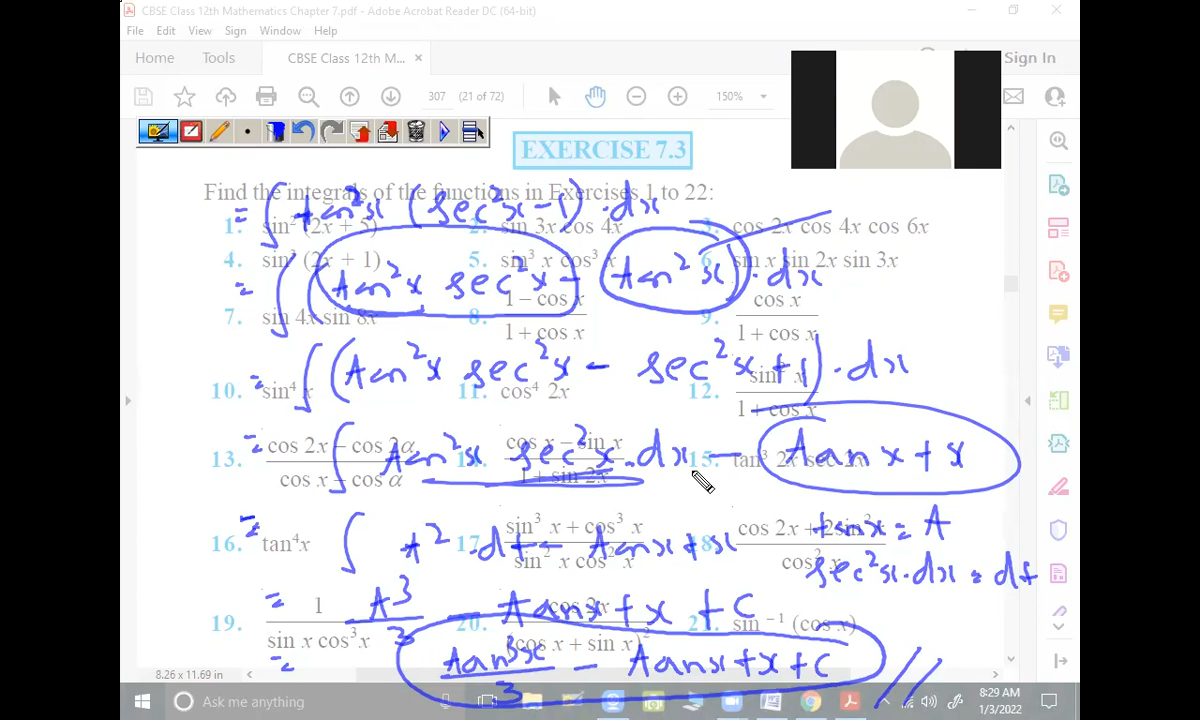 CBSE Class 12th Mathematics Chapter 7.pdf - Adobe Acrobat Reader DC (64-bit)
File Edit View Sign Window Help
Home Tools CBSE Class 12th M... × Sign In
307 (21 of 72) 150%
EXERCISE 7.3
Find the integrals of the functions in Exercises 1 to 22:
= ∫ tan²x (sec²x-1) · dx
1. sin² (2x + 5) 2. sin 3x cos 4x 3. cos 2x cos 4x cos 6x
4. sin³ (2x + 1) 5. sin³ x cos³ x 6. sin x sin 2x sin 3x
= ∫ (tan²x sec²x - tan²x) · dx
7. sin 4x sin 8x 8. (1 − cos x)/(1 + cos x) 9. cos x/(1 + cos x)
= ∫ (tan²x sec²x - sec²x + 1) · dx
10. sin⁴ x 11. cos⁴ 2x 12. sin² x/(1 + cos x)
= ∫ tan²x sec²x · dx - tanx + x
13. (cos 2x − cos 2α)/(cos x − cos α) (cos x − sin x)/(1 + sin 2x) 15. tan³ 2x sec 2x
tanx = t
sec²x · dx = dt
= ∫ t² · dt - tanx + x
16. tan⁴x 17. (sin³ x + cos³ x)/(sin² x cos² x) 18. (cos 2x + 2sin² x)/cos² x
= t³/3 - tanx + x + c
19. 1/(sin x cos³ x) 20. cos 2x/(cos x + sin x)² 21. sin⁻¹ (cos x)
= tan³x/3 - tanx + x + c //
8.26 x 11.69 in
Ask me anything
8:29 AM
1/3/2022